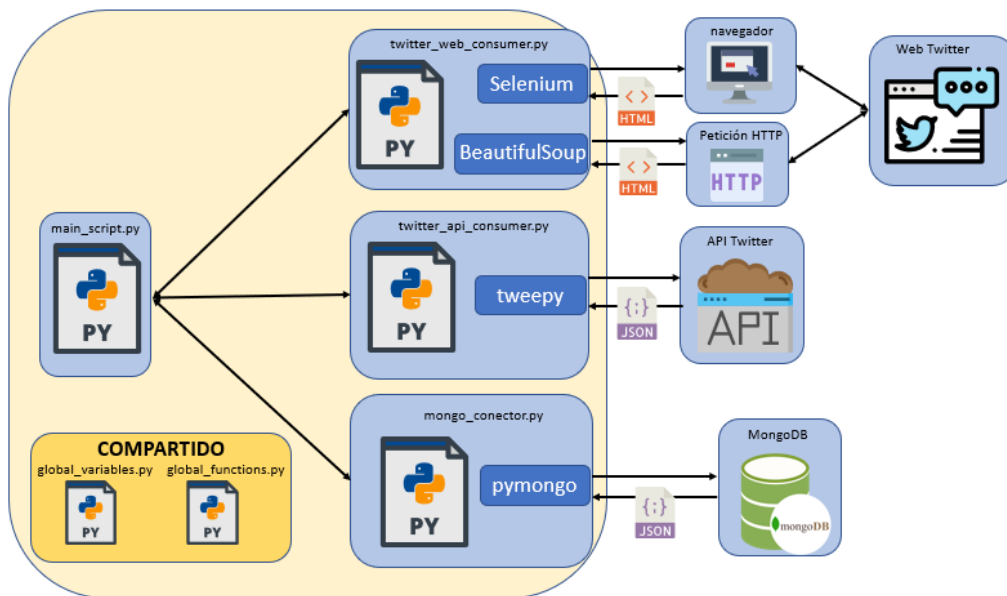 twitter_web_consumer.py
PY
Selenium
BeautifulSoup
HTML
HTML
navegador
Petición HTTP
HTTP
Web Twitter
main_script.py
PY
twitter_api_consumer.py
PY
tweepy
JSON
API Twitter
API
mongo_conector.py
PY
pymongo
JSON
MongoDB
mongoDB
COMPARTIDO
global_variables.py global_functions.py
PY PY